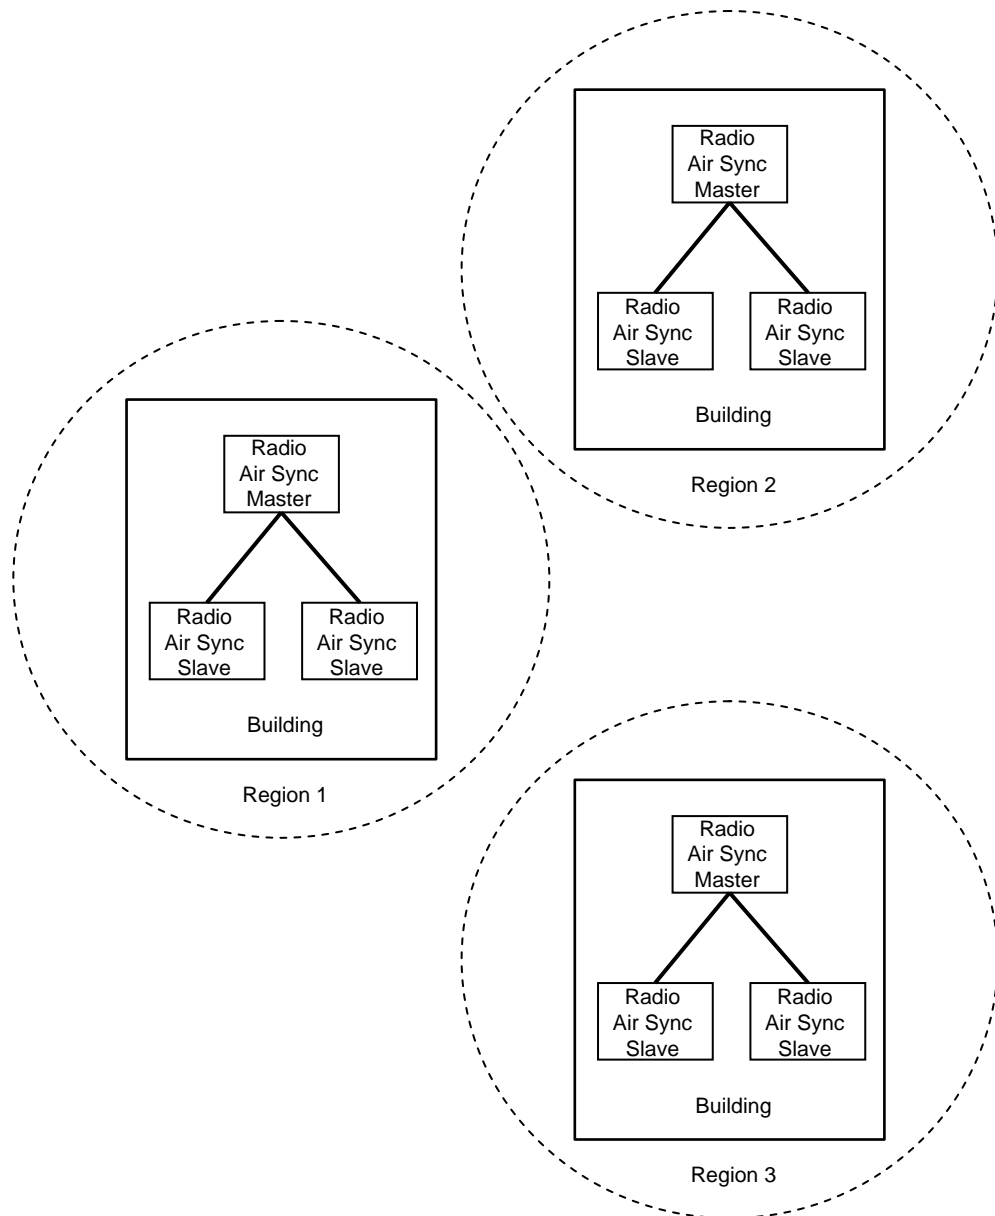 Radio
Air Sync
Master
Radio
Air Sync
Slave
Radio
Air Sync
Slave
Building
Region 2
Radio
Air Sync
Master
Radio
Air Sync
Slave
Radio
Air Sync
Slave
Building
Region 1
Radio
Air Sync
Master
Radio
Air Sync
Slave
Radio
Air Sync
Slave
Building
Region 3